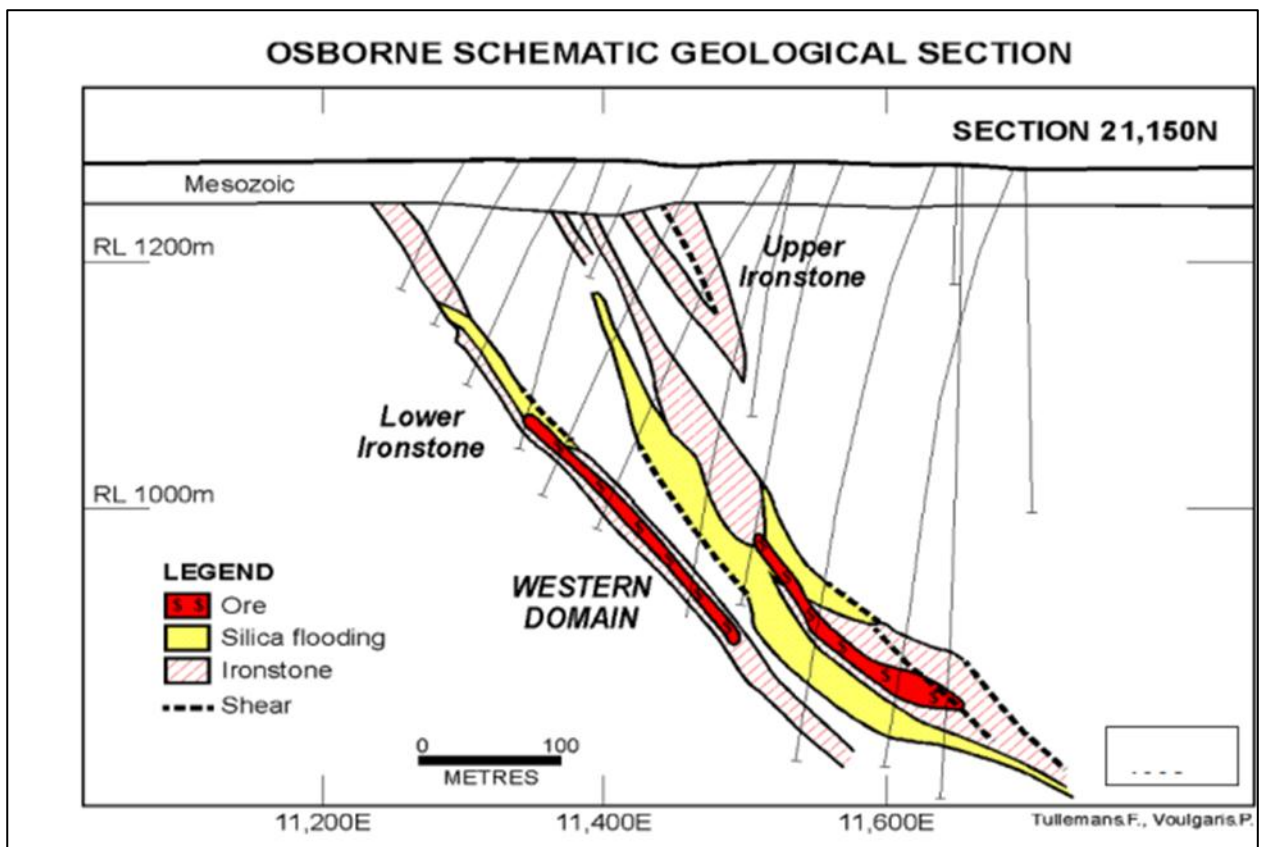 OSBORNE SCHEMATIC GEOLOGICAL SECTION
SECTION 21,150N
Mesozoic
RL 1200m
Upper
Ironstone
Lower
Ironstone
RL 1000m
WESTERN
DOMAIN
LEGEND
$ $ Ore
Silica flooding
Ironstone
Shear
0 100
METRES
11,200E 11,400E 11,600E
Tullemans.F., Voulgaris.P.